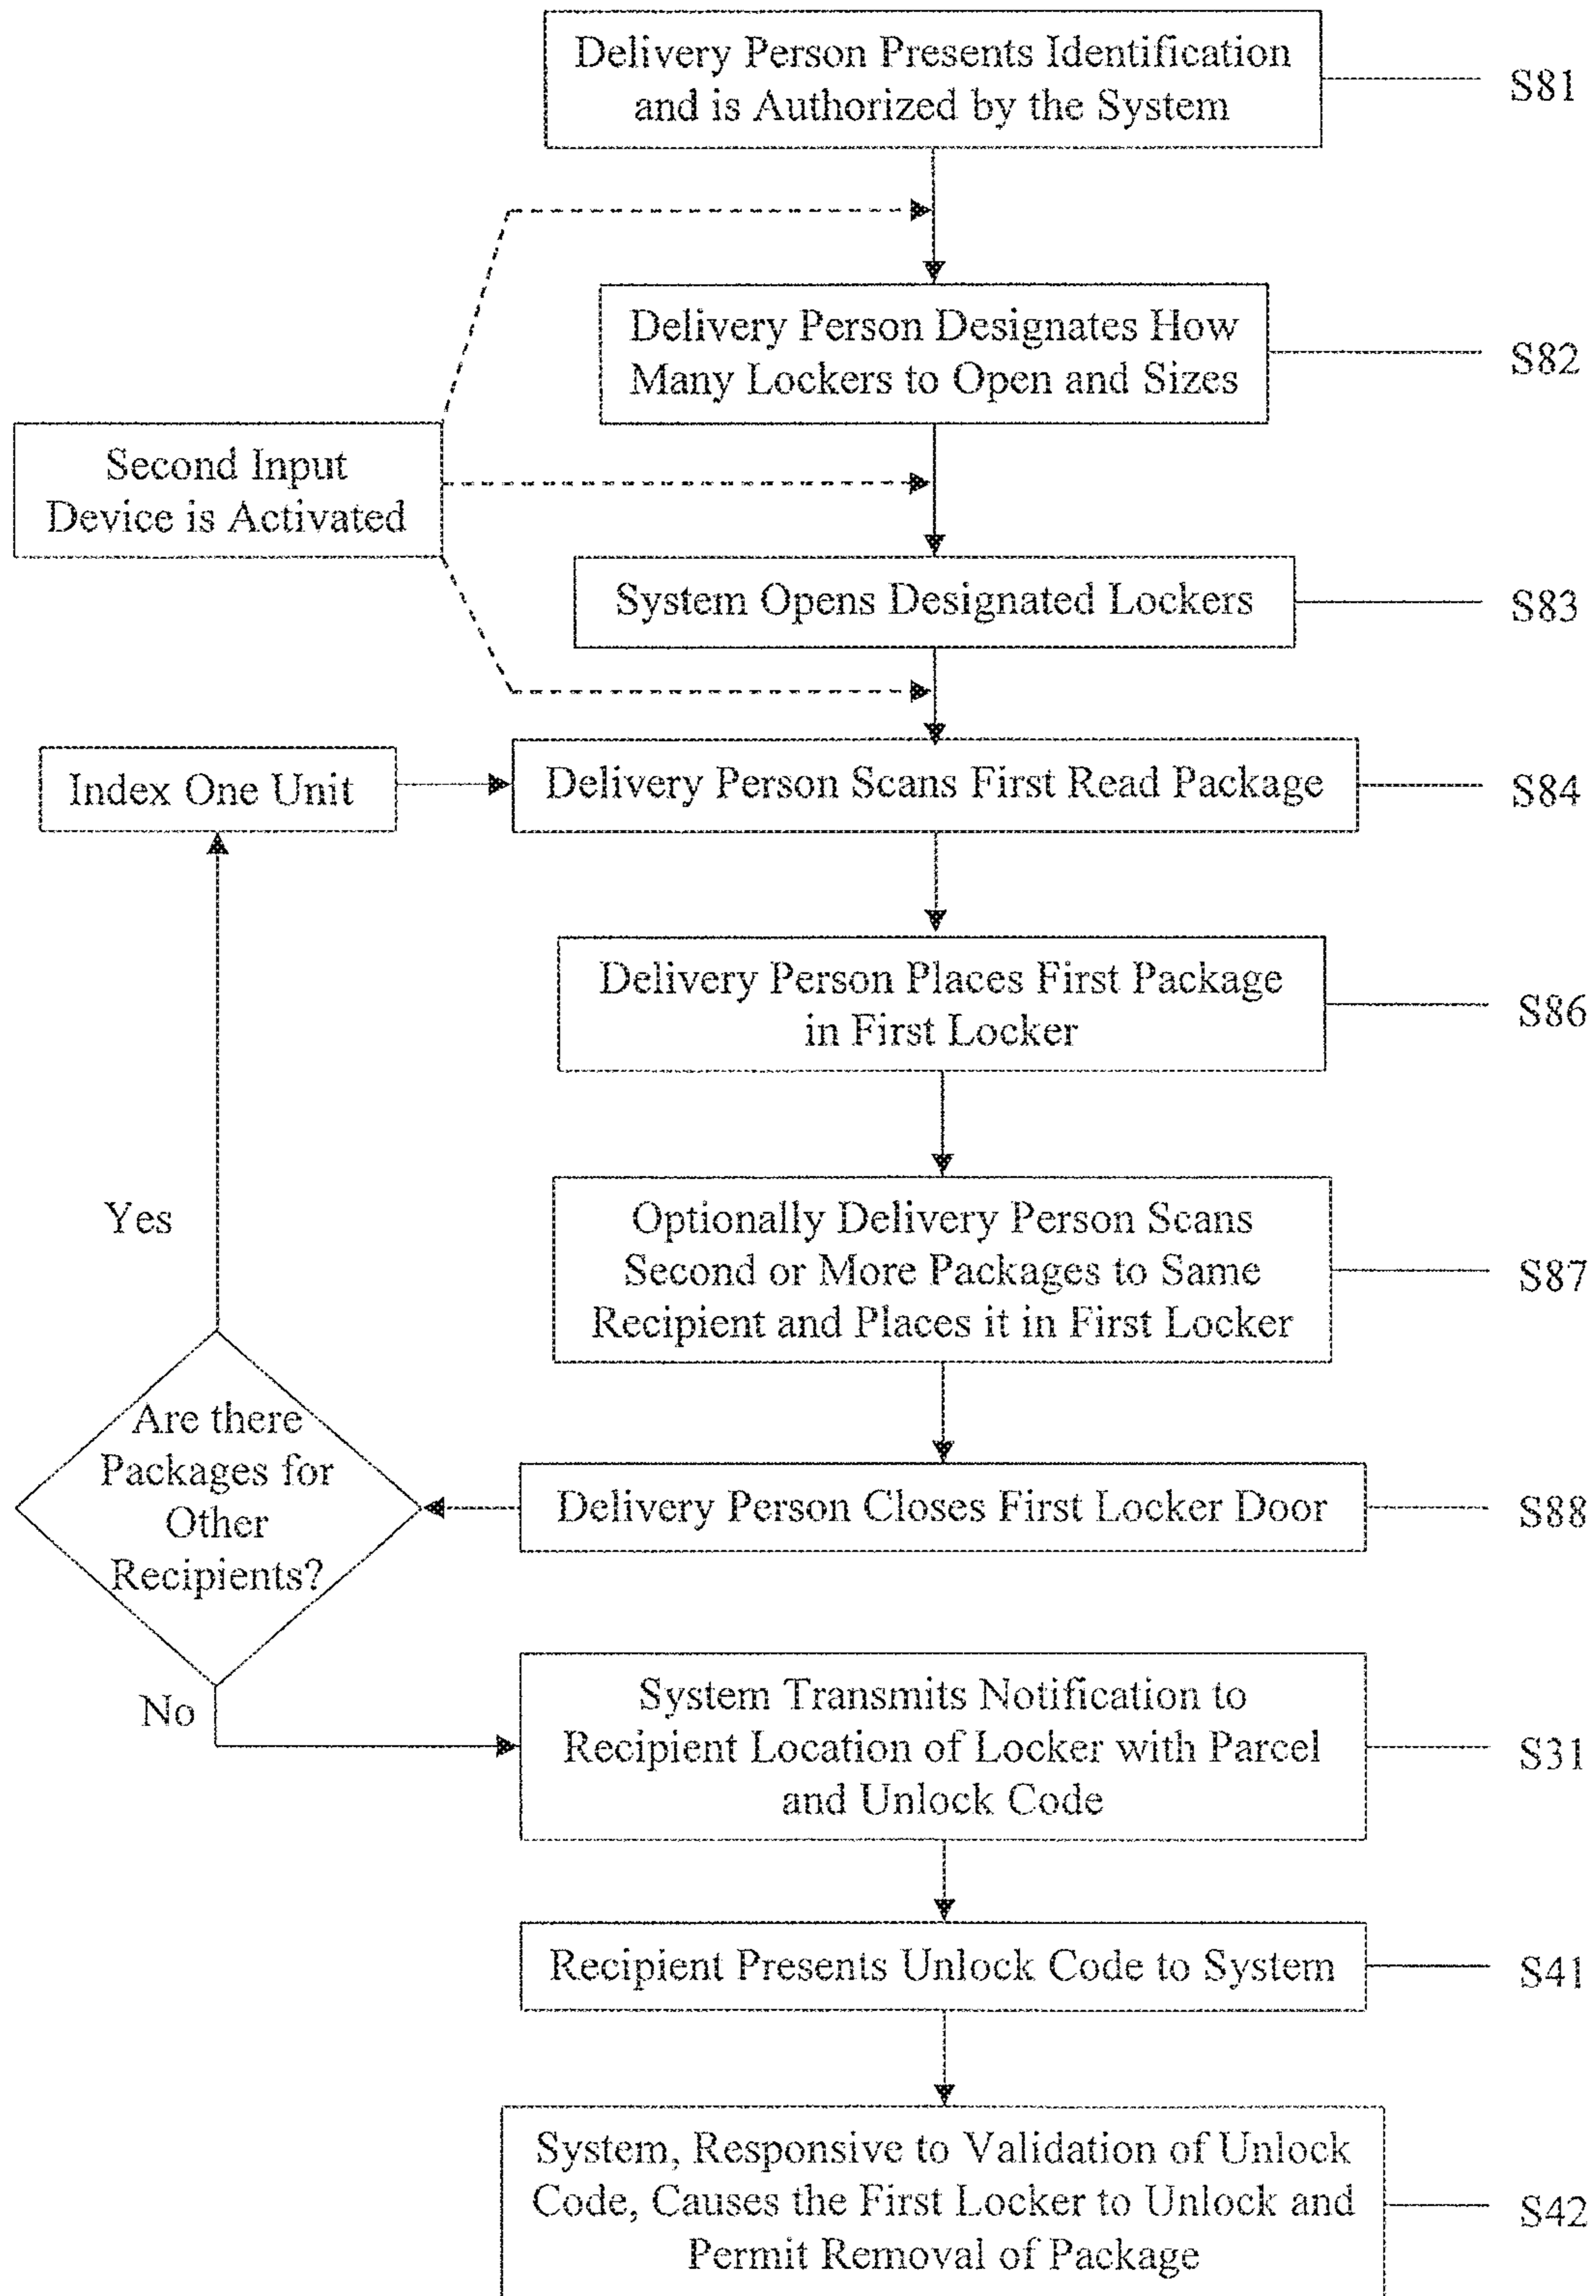 Delivery Person Presents Identification
and is Authorized by the System
S81
Delivery Person Designates How
Many Lockers to Open and Sizes
S82
Second Input
Device is Activated
System Opens Designated Lockers
S83
Index One Unit
Delivery Person Scans First Read Package
S84
Delivery Person Places First Package
in First Locker
S86
Optionally Delivery Person Scans
Second or More Packages to Same
Recipient and Places it in First Locker
S87
Yes
Are there
Packages for
Other
Recipients?
Delivery Person Closes First Locker Door
S88
No
System Transmits Notification to
Recipient Location of Locker with Parcel
and Unlock Code
S31
Recipient Presents Unlock Code to System
S41
System, Responsive to Validation of Unlock
Code, Causes the First Locker to Unlock and
Permit Removal of Package
S42